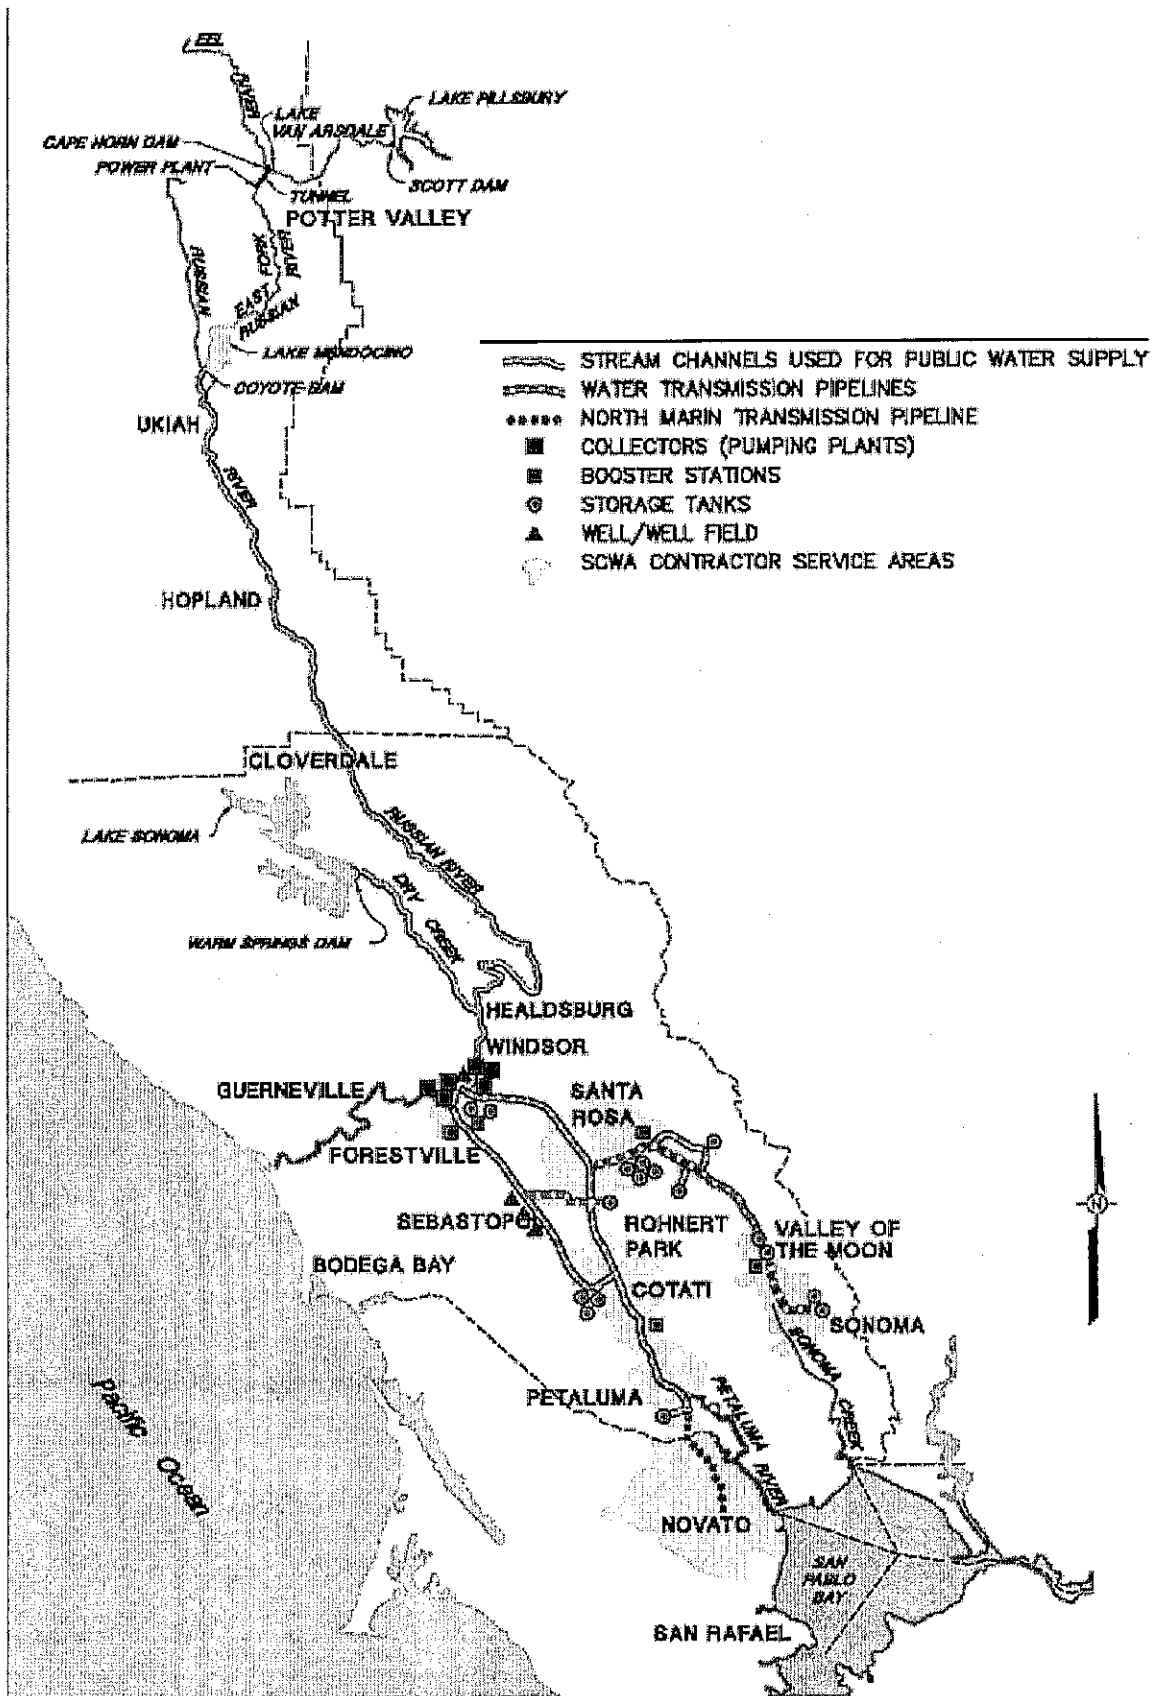 EEL
RIVER
LAKE PILLSBURY
LAKE
VAN ARSDALE
CAPE HORN DAM
POWER PLANT
SCOTT DAM
TUNNEL
POTTER VALLEY
RUSSIAN
EAST FORK
RUSSIAN RIVER
LAKE MENDOCINO
COYOTE DAM
UKIAH
RIVER
STREAM CHANNELS USED FOR PUBLIC WATER SUPPLY
WATER TRANSMISSION PIPELINES
NORTH MARIN TRANSMISSION PIPELINE
COLLECTORS (PUMPING PLANTS)
BOOSTER STATIONS
STORAGE TANKS
WELL/WELL FIELD
SCWA CONTRACTOR SERVICE AREAS
HOPLAND
CLOVERDALE
LAKE SONOMA
RUSSIAN RIVER
DRY CREEK
WARM SPRINGS DAM
HEALDSBURG
WINDSOR
GUERNEVILLE
SANTA
ROSA
FORESTVILLE
SEBASTOPO
ROHNERT
PARK
VALLEY OF
THE MOON
BODEGA BAY
COTATI
SONOMA
SONOMA CREEK
PETALUMA
PETALUMA RIVER
N
Pacific Ocean
NOVATO
SAN
PABLO
BAY
SAN RAFAEL